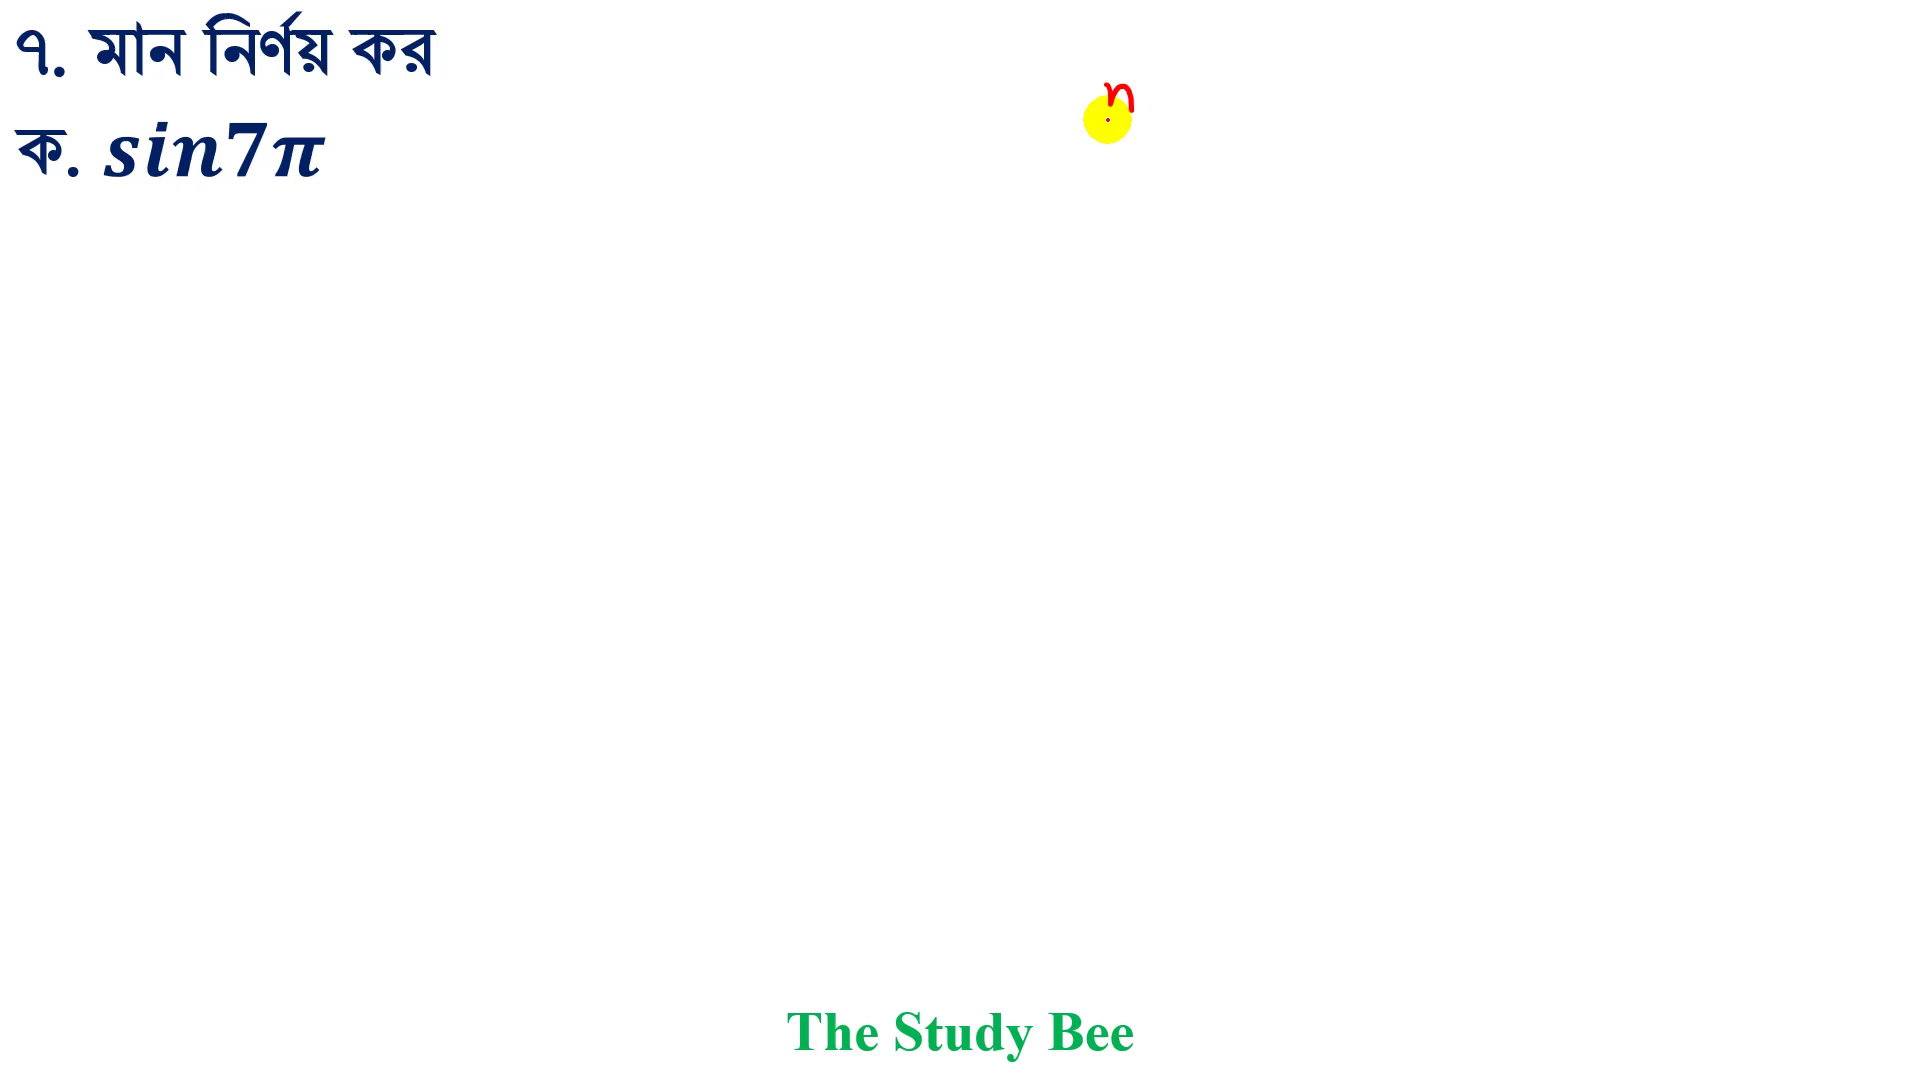 ৭. মান নির্ণয় কর
n
ক. sin7π
The Study Bee